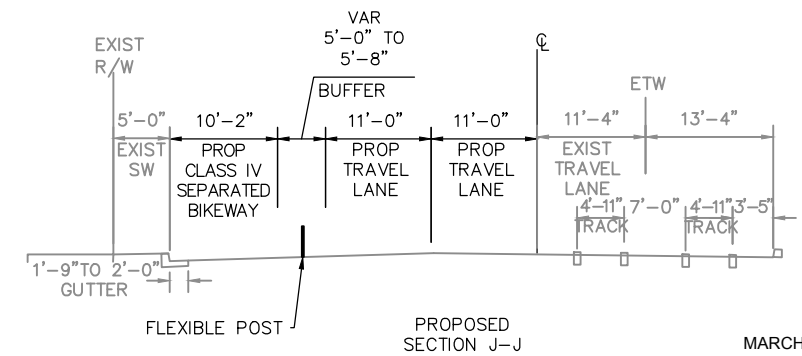 VAR
5'-0" TO
5'-8"
BUFFER
EXIST
R/W
℄
ETW
5'-0"
10'-2"
11'-0"
11'-0"
11'-4"
13'-4"
EXIST
SW
PROP
CLASS IV
SEPARATED
BIKEWAY
PROP
TRAVEL
LANE
PROP
TRAVEL
LANE
EXIST
TRAVEL
LANE
4'-11"
TRACK
7'-0"
4'-11"
TRACK
3'-5"
1'-9"TO 2'-0"
GUTTER
FLEXIBLE POST
PROPOSED
SECTION J-J
MARCH